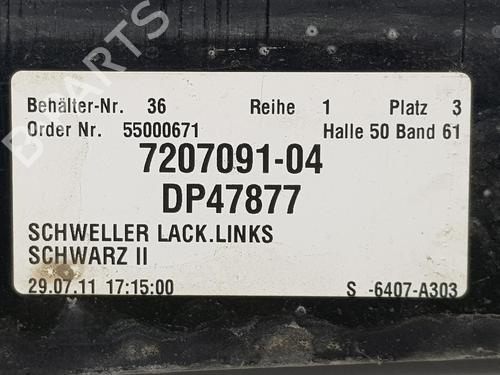 Behälter-Nr. 36 Reihe 1 Platz 3
Order Nr. 55000671 Halle 50 Band 61
7207091-04
DP47877
SCHWELLER LACK.LINKS
SCHWARZ II
29.07.11 17:15:00 S -6407-A303
B-PARTS